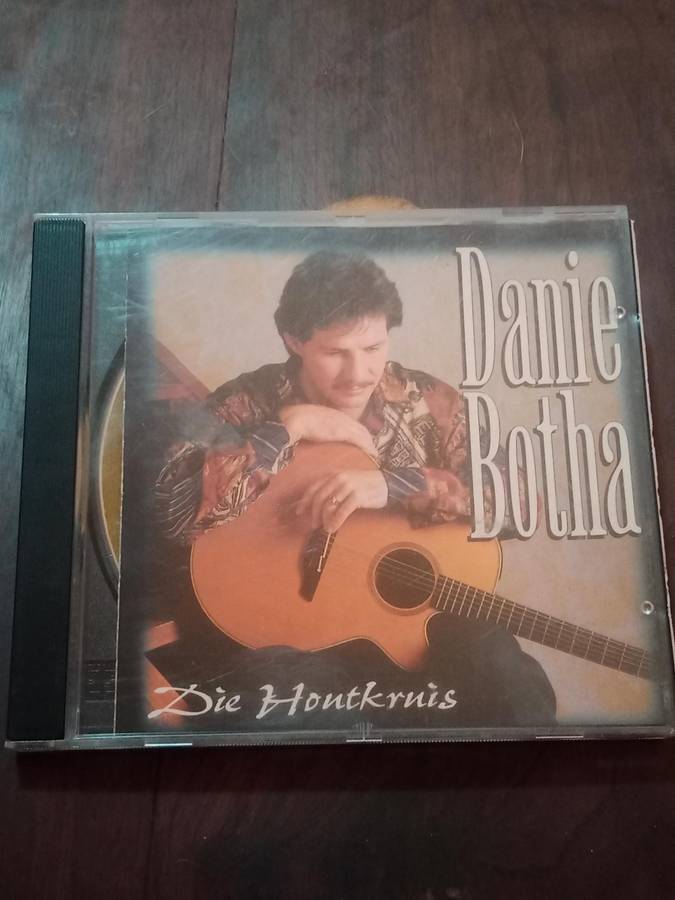 Danie
Botha
Die Houtkruis